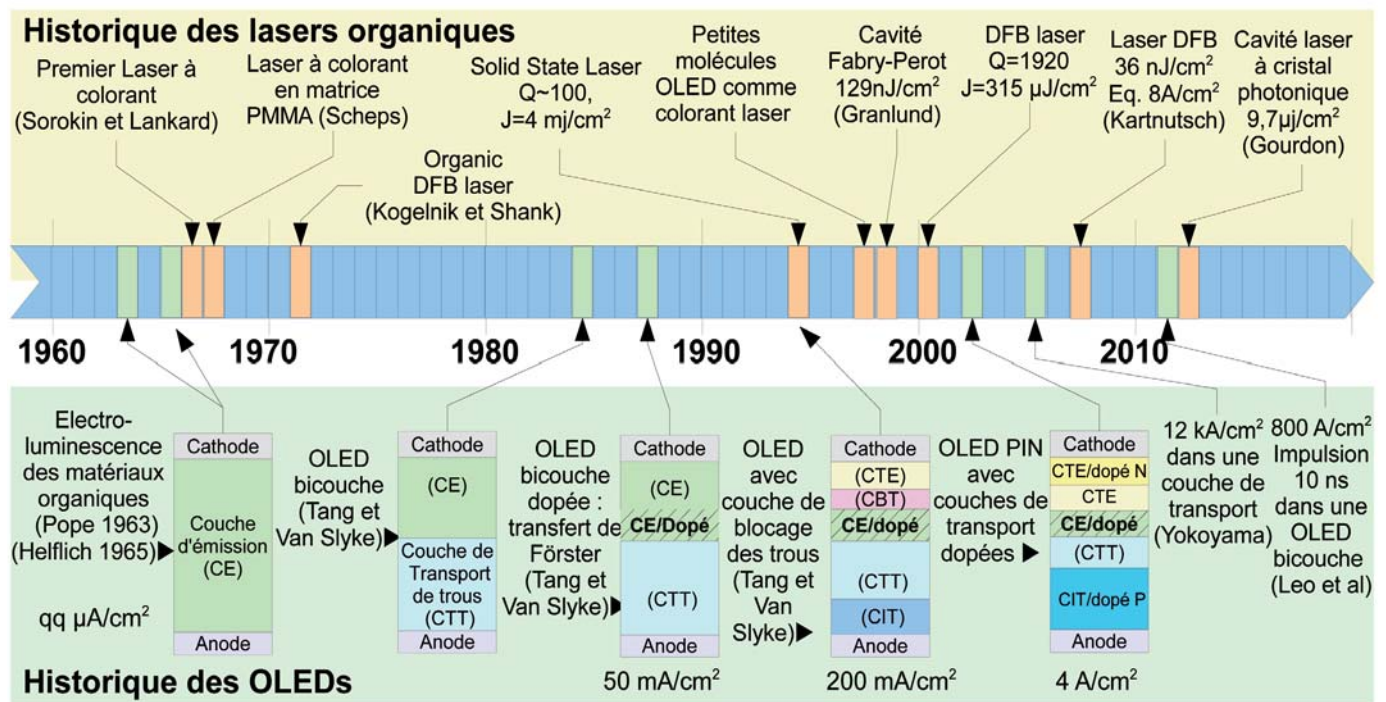 Historique des lasers organiques
Premier Laser à
colorant
(Sorokin et Lankard)
Laser à colorant
en matrice
PMMA (Scheps)
Organic
DFB laser
(Kogelnik et Shank)
Solid State Laser
Q~100,
J=4 mj/cm²
Petites
molécules
OLED comme
colorant laser
Cavité
Fabry-Perot
129nJ/cm²
(Granlund)
DFB laser
Q=1920
J=315 µJ/cm²
Laser DFB
36 nJ/cm²
Eq. 8A/cm²
(Kartnutsch)
Cavité laser
à cristal
photonique
9,7µj/cm²
(Gourdon)
1960
1970
1980
1990
2000
2010
Electro-
luminescence
des matériaux
organiques
(Pope 1963)
(Helflich 1965)
qq µA/cm²
Cathode
Couche
d'émission
(CE)
Anode
OLED
bicouche
(Tang et
Van Slyke)
Cathode
(CE)
Couche de
Transport
de trous
(CTT)
Anode
OLED
bicouche
dopée :
transfert de
Förster
(Tang et
Van Slyke)
Cathode
(CE)
CE/Dopé
(CTT)
Anode
50 mA/cm²
OLED
avec
couche de
blocage
des trous
(Tang et
Van
Slyke)
Cathode
(CTE)
(CBT)
CE/dopé
(CTT)
(CIT)
Anode
200 mA/cm²
OLED PIN
avec
couches de
transport
dopées
Cathode
CTE/dopé N
CTE
CE/dopé
(CTT)
CIT/dopé P
Anode
4 A/cm²
12 kA/cm²
dans une
couche de
transport
(Yokoyama)
800 A/cm²
Impulsion
10 ns
dans une
OLED
bicouche
(Leo et al)
Historique des OLEDs